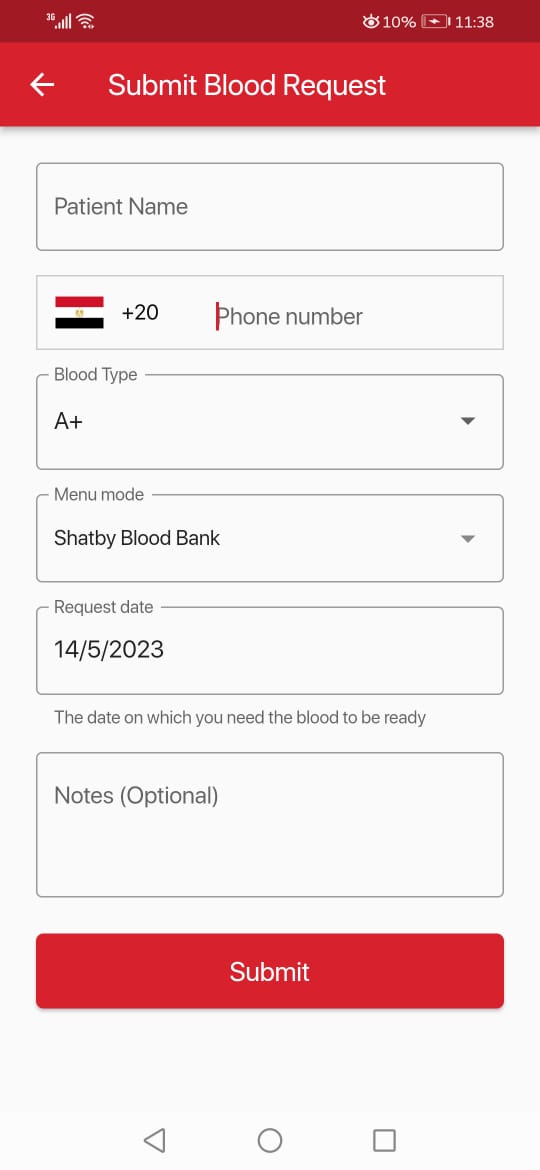 3G 10% 11:38
Submit Blood Request
Patient Name
+20 Phone number
Blood Type
A+
Menu mode
Shatby Blood Bank
Request date
14/5/2023
The date on which you need the blood to be ready
Notes (Optional)
Submit